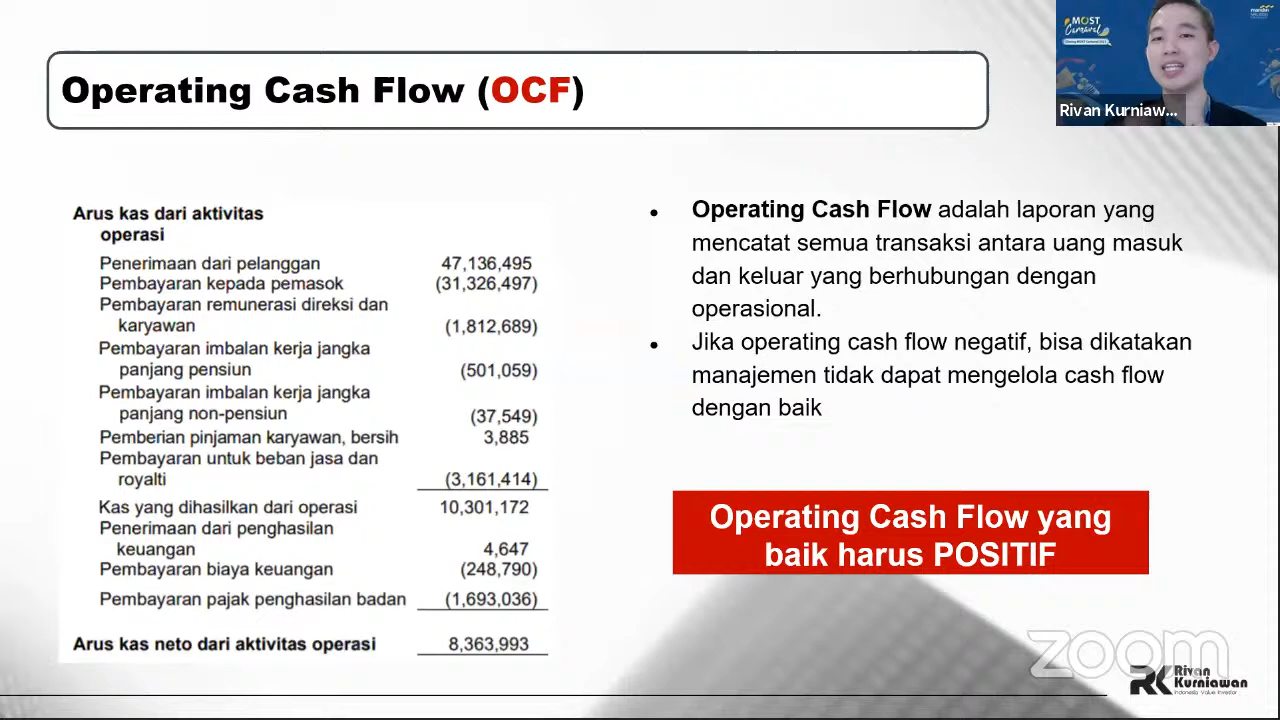 Operating Cash Flow (OCF)
MOST
Carnaval
mandiri
Rivan Kurniaw...
Arus kas dari aktivitas
operasi
Penerimaan dari pelanggan 47,136,495
Pembayaran kepada pemasok (31,326,497)
Pembayaran remunerasi direksi dan
karyawan (1,812,689)
Pembayaran imbalan kerja jangka
panjang pensiun (501,059)
Pembayaran imbalan kerja jangka
panjang non-pensiun (37,549)
Pemberian pinjaman karyawan, bersih 3,885
Pembayaran untuk beban jasa dan
royalti (3,161,414)
Kas yang dihasilkan dari operasi 10,301,172
Penerimaan dari penghasilan
keuangan 4,647
Pembayaran biaya keuangan (248,790)
Pembayaran pajak penghasilan badan (1,693,036)
Arus kas neto dari aktivitas operasi 8,363,993
• Operating Cash Flow adalah laporan yang
mencatat semua transaksi antara uang masuk
dan keluar yang berhubungan dengan
operasional.
• Jika operating cash flow negatif, bisa dikatakan
manajemen tidak dapat mengelola cash flow
dengan baik
Operating Cash Flow yang
baik harus POSITIF
zoom
RK Rivan
Kurniawan
Indonesia Value Investor